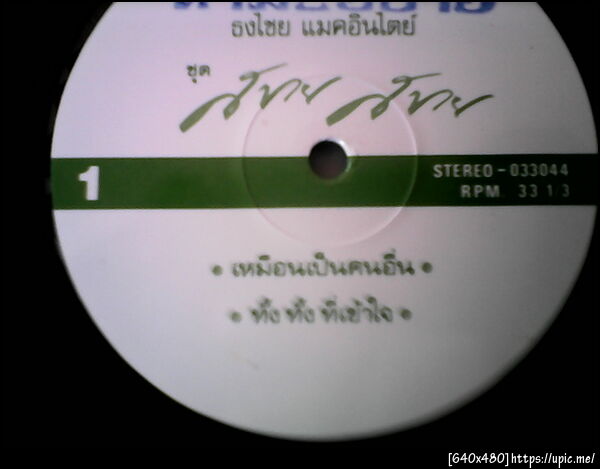 ธงไชย แมคอินไตย์
ชุด
สบาย สบาย
1
STEREO - 033044
RPM. 33 1/3
• เหมือนเป็นคนอื่น •
• ทั้ง ทั้ง ที่เข้าใจ •
[640x480]https://upic.me/